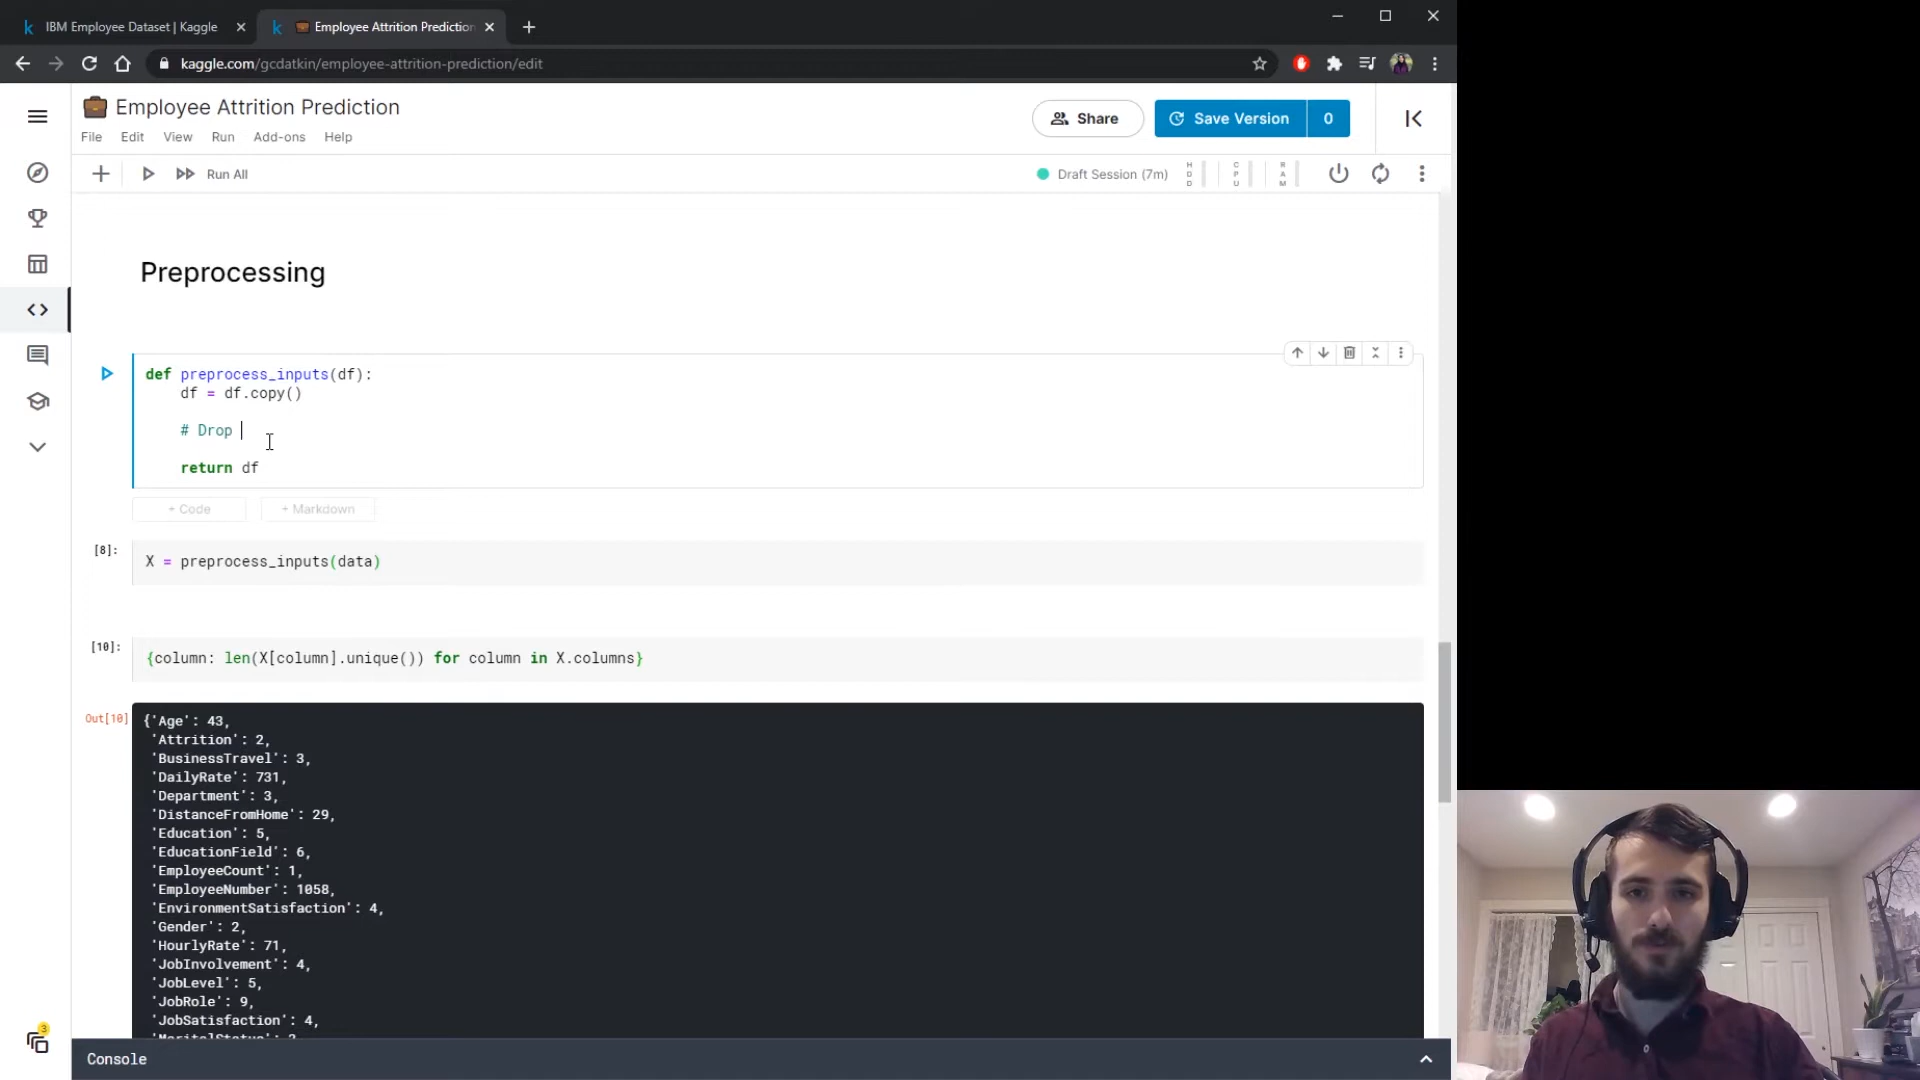 IBM Employee Dataset | Kaggle
Employee Attrition Prediction
kaggle.com/gcdatkin/employee-attrition-prediction/edit
Employee Attrition Prediction
File Edit View Run Add-ons Help
Share
Save Version 0
Run All
Draft Session (7m)
HDD
CPU
RAM
Preprocessing
def preprocess_inputs(df):
df = df.copy()
# Drop
return df
+ Code + Markdown
[8]: X = preprocess_inputs(data)
[10]: {column: len(X[column].unique()) for column in X.columns}
Out[10] {'Age': 43,
'Attrition': 2,
'BusinessTravel': 3,
'DailyRate': 731,
'Department': 3,
'DistanceFromHome': 29,
'Education': 5,
'EducationField': 6,
'EmployeeCount': 1,
'EmployeeNumber': 1058,
'EnvironmentSatisfaction': 4,
'Gender': 2,
'HourlyRate': 71,
'JobInvolvement': 4,
'JobLevel': 5,
'JobRole': 9,
'JobSatisfaction': 4,
3
Console